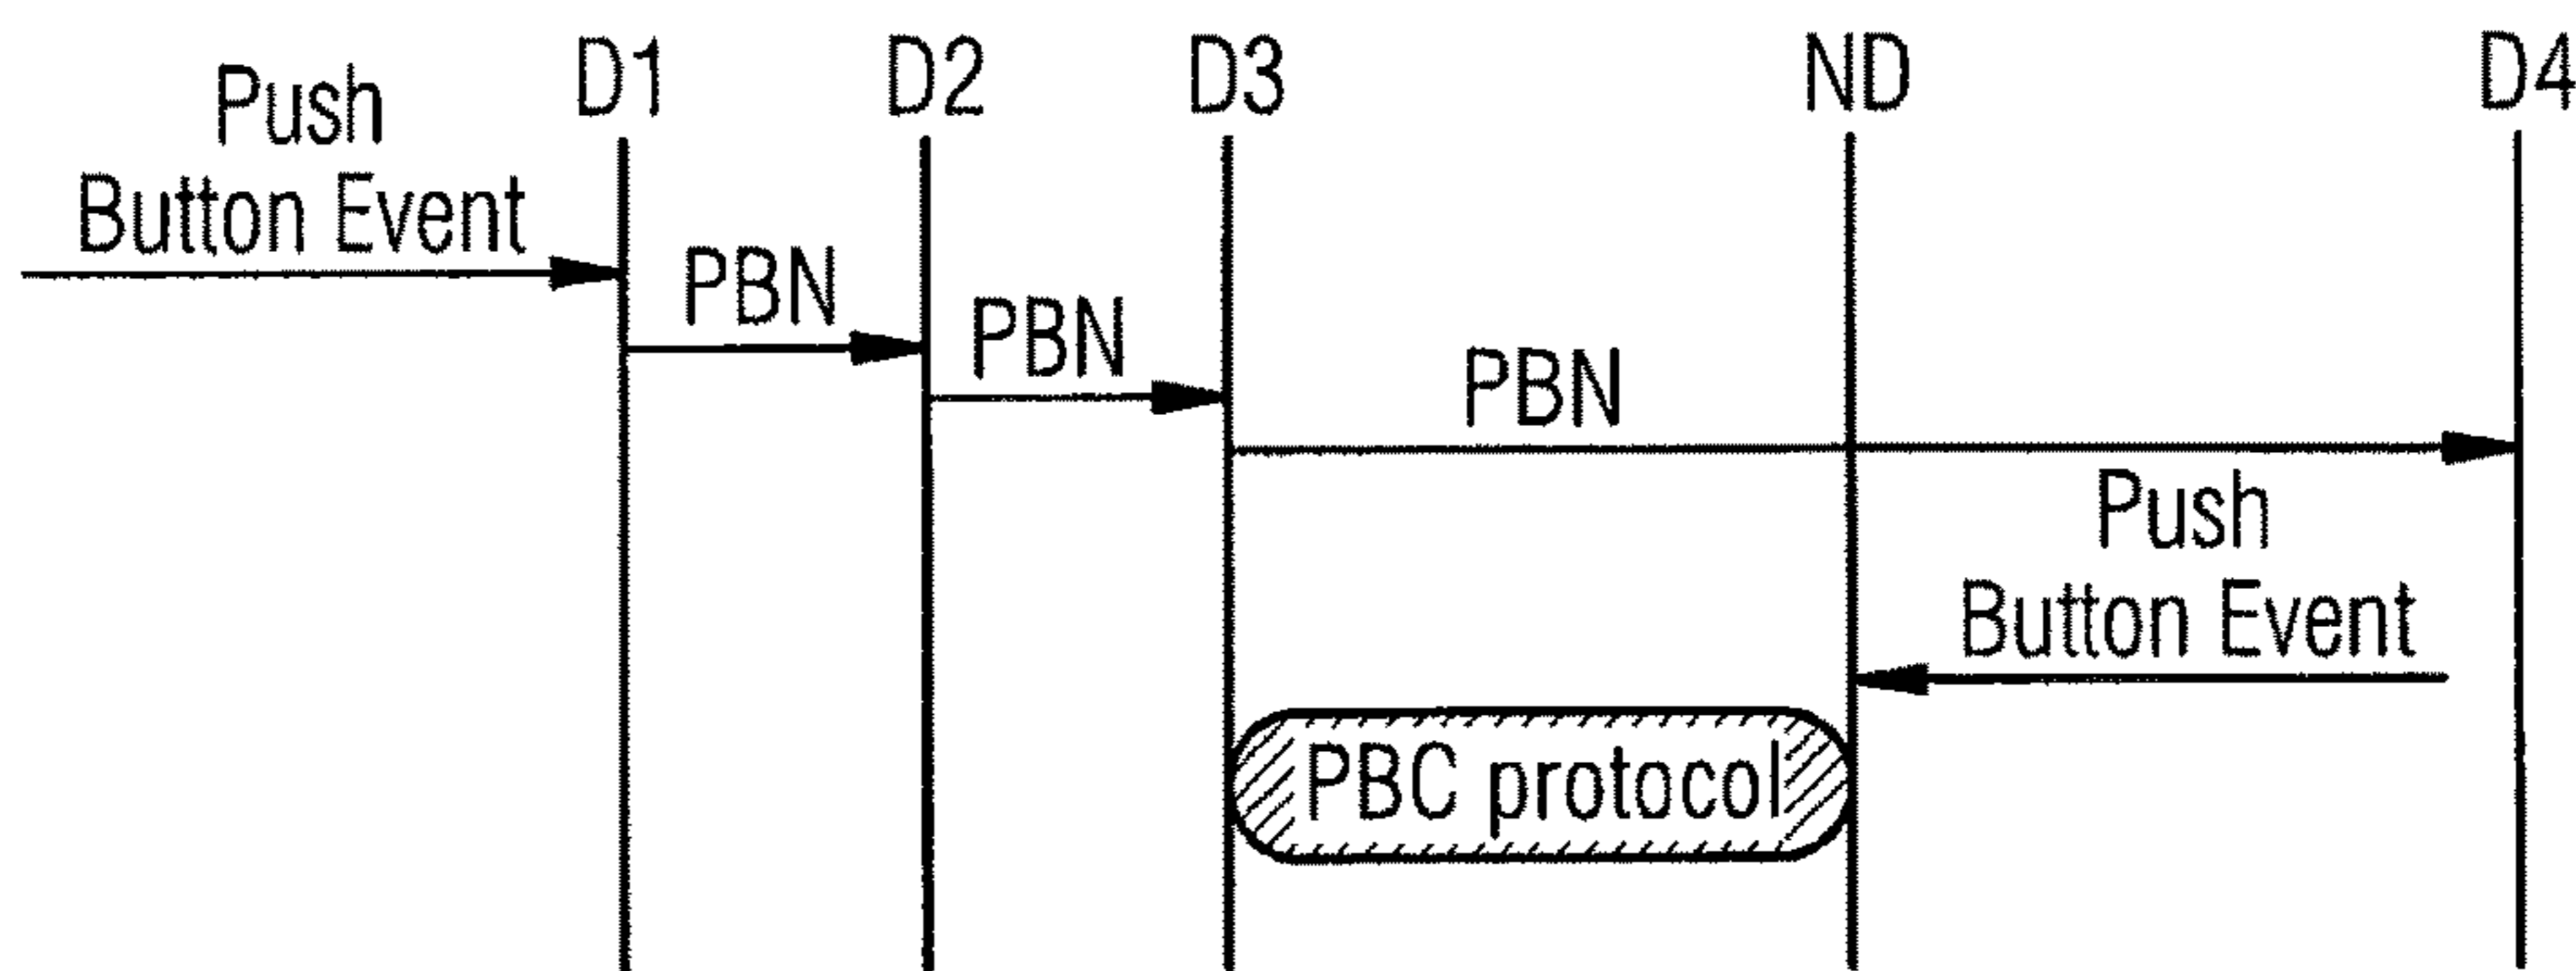 D1
D2
D3
ND
D4
Push
Button Event
PBN
PBN
PBN
Push
Button Event
PBC protocol